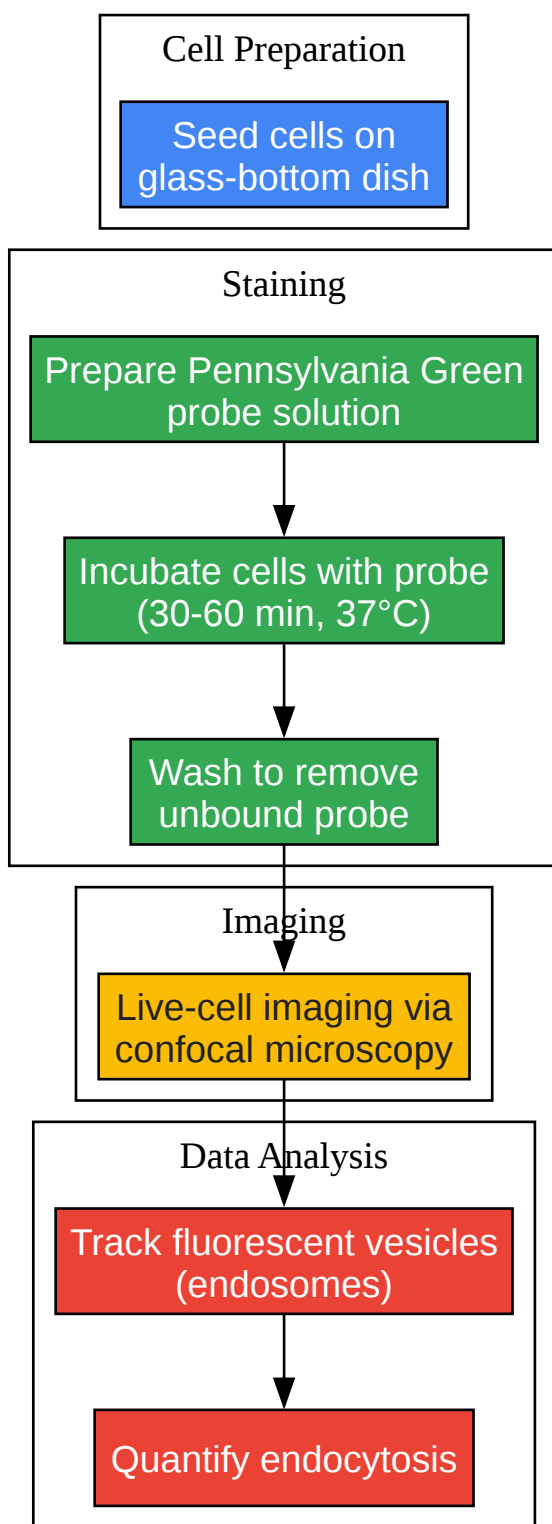 Cell Preparation
Seed cells on
glass-bottom dish
Staining
Prepare Pennsylvania Green
probe solution
Incubate cells with probe
(30-60 min, 37°C)
Wash to remove
unbound probe
Imaging
Live-cell imaging via
confocal microscopy
Data Analysis
Track fluorescent vesicles
(endosomes)
Quantify endocytosis